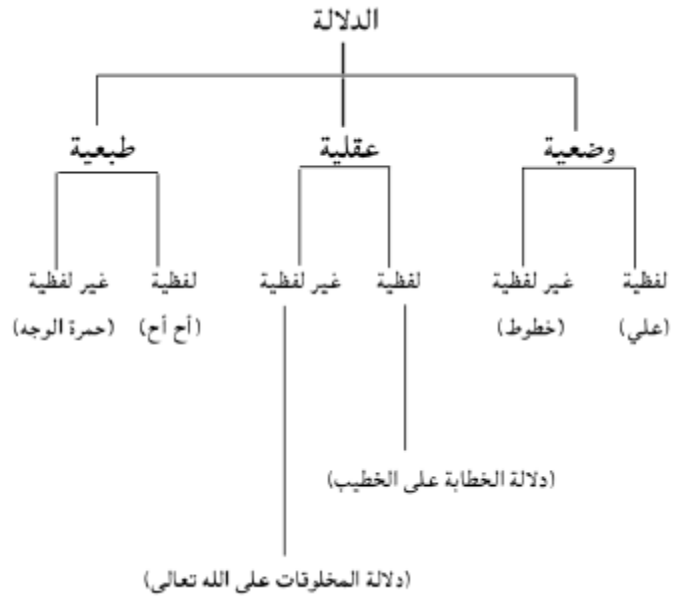 الدلالة
وضعية عقلية طبعية
لفظية غير لفظية لفظية غير لفظية لفظية غير لفظية
(علي) (خطوط) (أح أح) (حمرة الوجه)
(دلالة الخطابة على الخطيب)
(دلالة المخلوقات على الله تعالى)